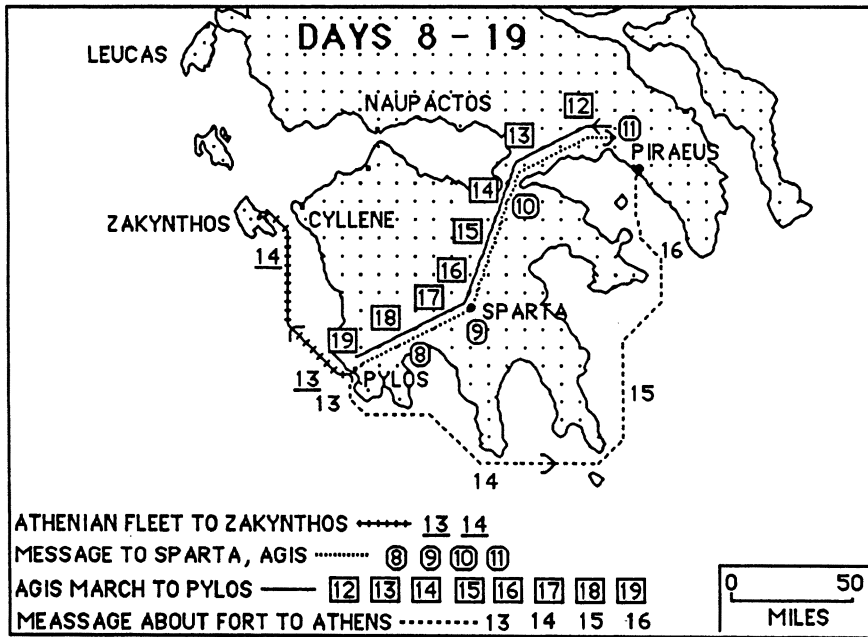 DAYS 8 - 19
LEUCAS
NAUPACTOS
12
13
11
PIRAEUS
14
10
ZAKYNTHOS
CYLLENE
15
14
16
16
17
SPARTA
18
9
19
8
13
13
PYLOS
15
14
ATHENIAN FLEET TO ZAKYNTHOS 13 14
MESSAGE TO SPARTA, AGIS 8 9 10 11
AGIS MARCH TO PYLOS 12 13 14 15 16 17 18 19
MEASSAGE ABOUT FORT TO ATHENS 13 14 15 16
0 50
MILES